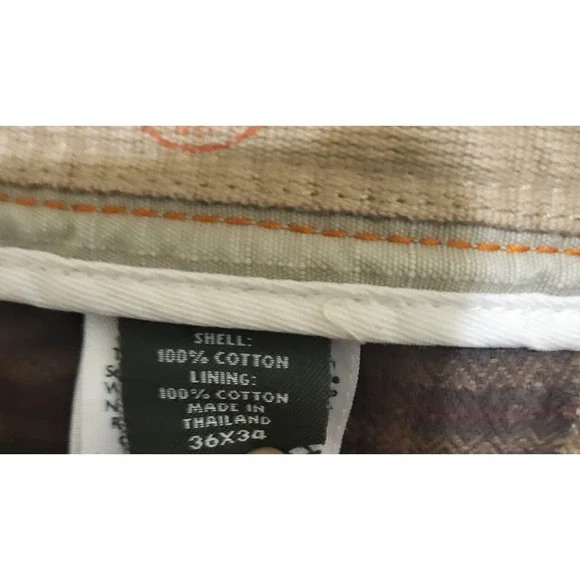 SHELL:
100% COTTON
LINING:
100% COTTON
MADE IN
THAILAND
36X34